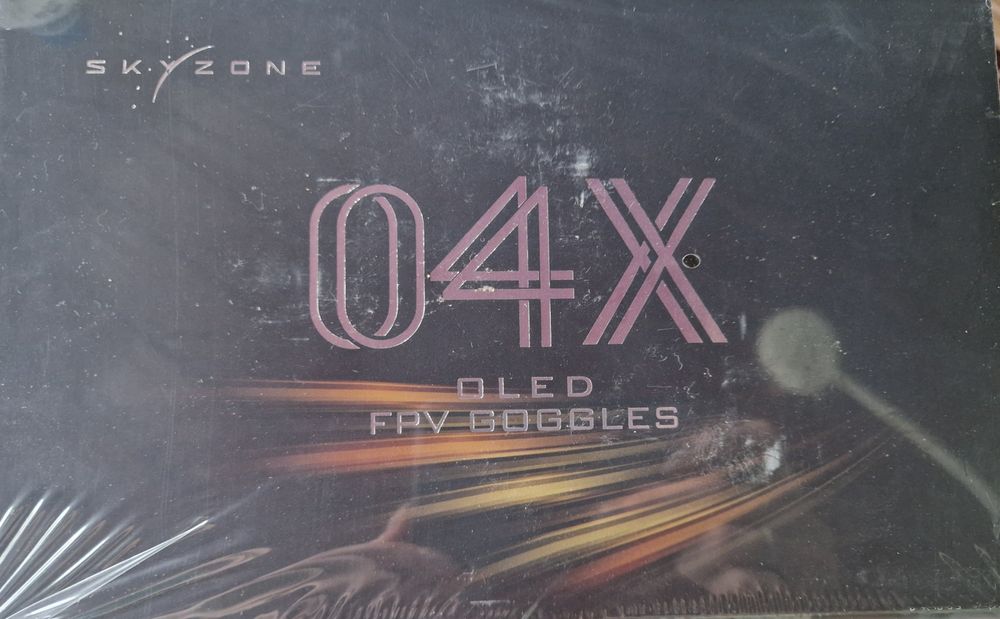 SKYZONE
04X
OLED
FPV GOGGLES